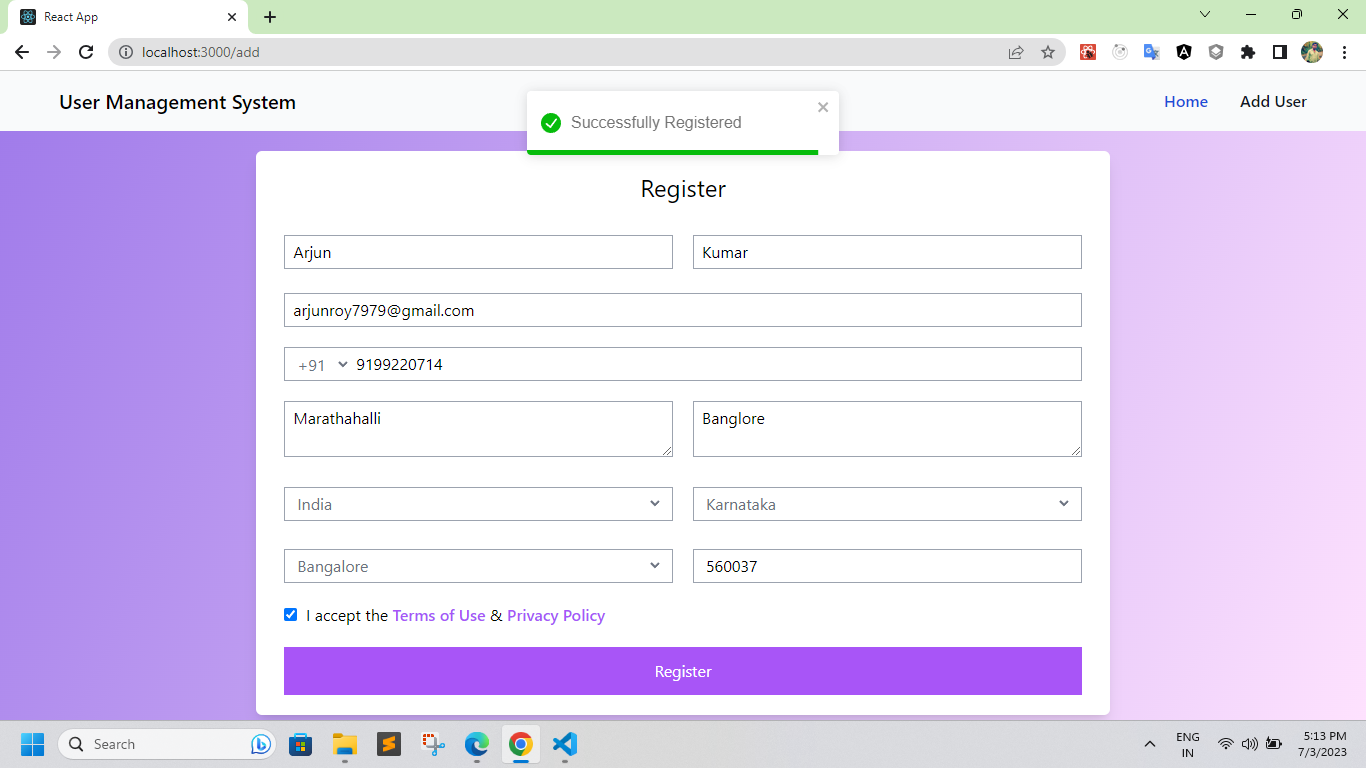 React App
localhost:3000/add
User Management System
Successfully Registered
Home
Add User
Register
Arjun
Kumar
arjunroy7979@gmail.com
+91
9199220714
Marathahalli
Banglore
India
Karnataka
Bangalore
560037
I accept the Terms of Use & Privacy Policy
Register
Search
ENG
IN
5:13 PM
7/3/2023